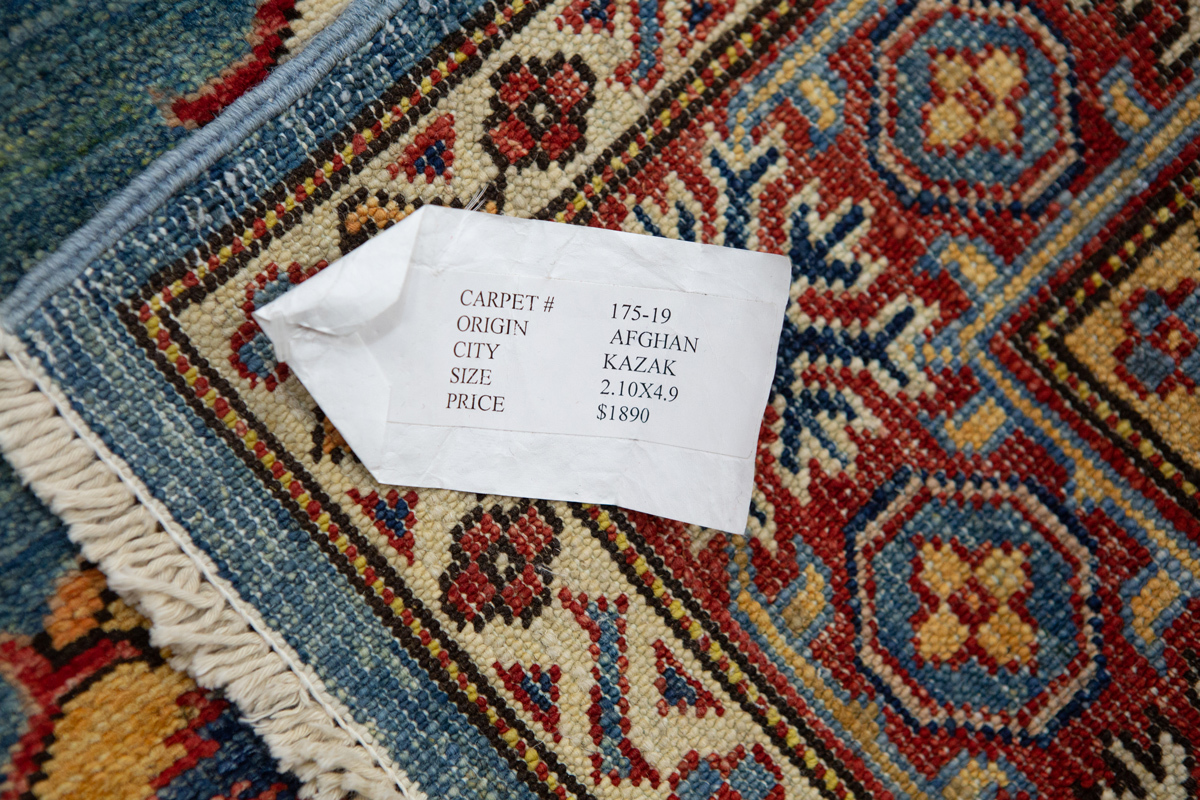 CARPET # 175-19
ORIGIN AFGHAN
CITY KAZAK
SIZE 2.10X4.9
PRICE $1890